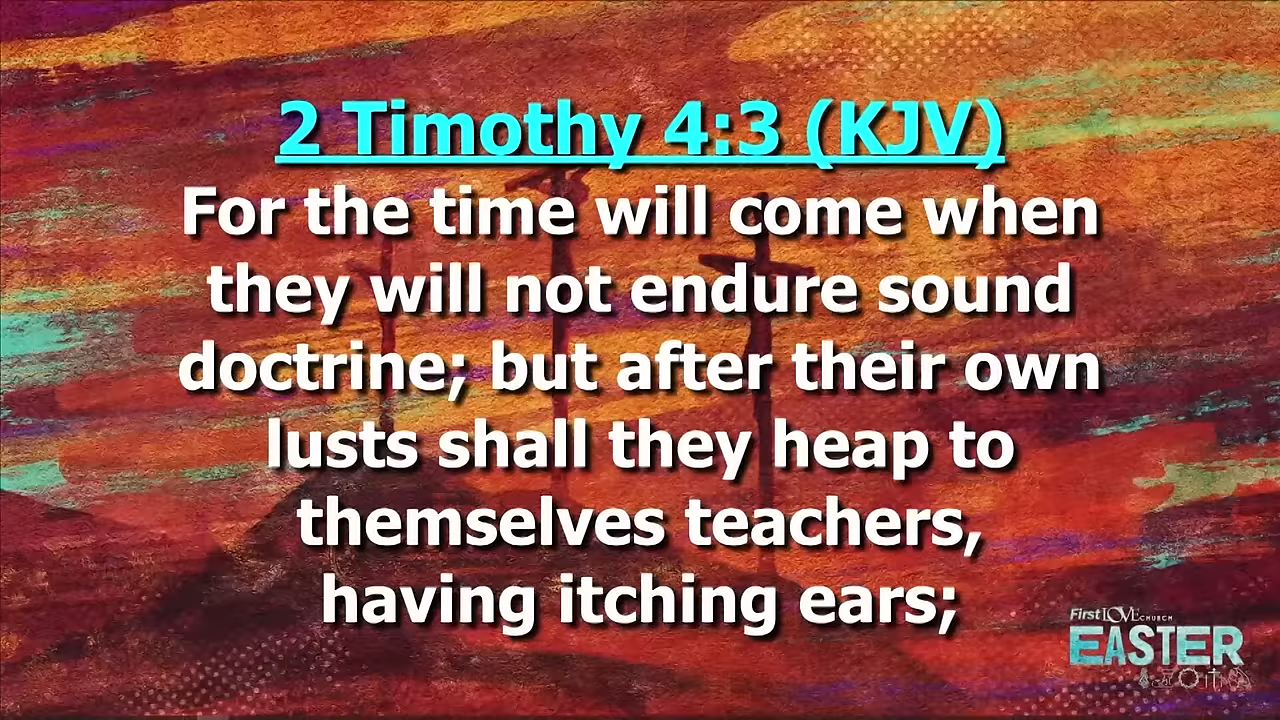 2 Timothy 4:3 (KJV)
For the time will come when
they will not endure sound
doctrine; but after their own
lusts shall they heap to
themselves teachers,
having itching ears;
First LOVE CHURCH
EASTER